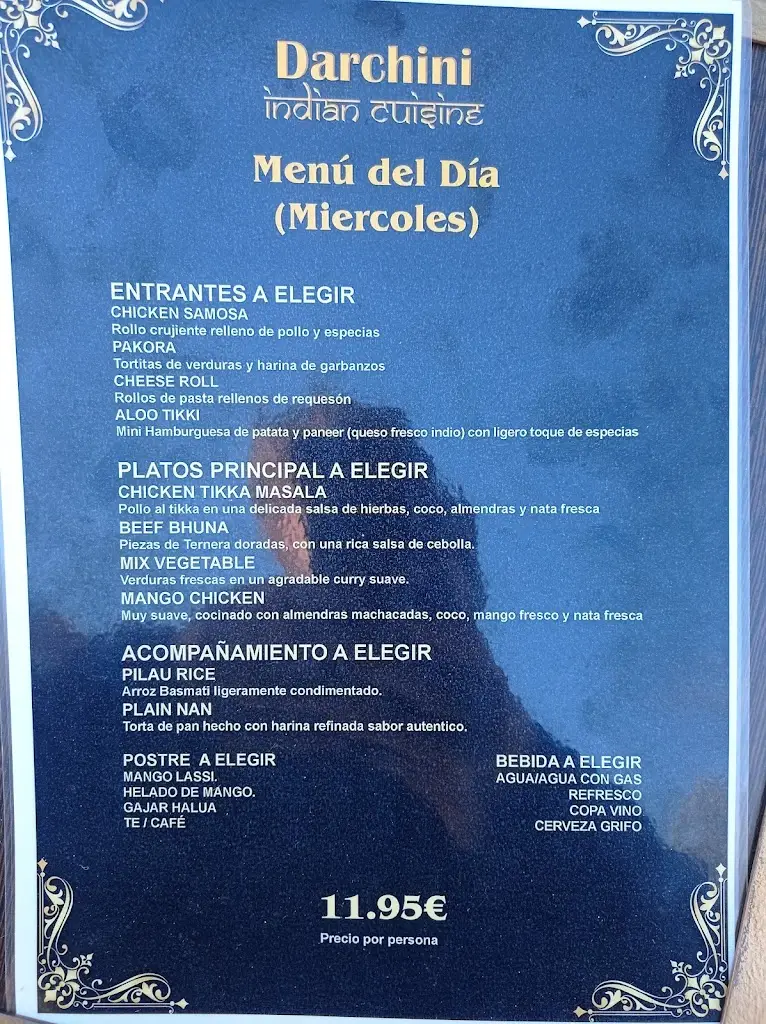 Darchini
indian cuisine
Menú del Día
(Miercoles)
ENTRANTES A ELEGIR
CHICKEN SAMOSA
Rollo crujiente relleno de pollo y especias
PAKORA
Tortitas de verduras y harina de garbanzos
CHEESE ROLL
Rollos de pasta rellenos de requesón
ALOO TIKKI
Mini Hamburguesa de patata y paneer (queso fresco indio) con ligero toque de especias
PLATOS PRINCIPAL A ELEGIR
CHICKEN TIKKA MASALA
Pollo al tikka en una delicada salsa de hierbas, coco, almendras y nata fresca
BEEF BHUNA
Piezas de Ternera doradas, con una rica salsa de cebolla.
MIX VEGETABLE
Verduras frescas en un agradable curry suave.
MANGO CHICKEN
Muy suave, cocinado con almendras machacadas, coco, mango fresco y nata fresca
ACOMPAÑAMIENTO A ELEGIR
PILAU RICE
Arroz Basmati ligeramente condimentado.
PLAIN NAN
Torta de pan hecho con harina refinada sabor autentico.
POSTRE A ELEGIR
MANGO LASSI.
HELADO DE MANGO.
GAJAR HALUA
TE / CAFÉ
BEBIDA A ELEGIR
AGUA/AGUA CON GAS
REFRESCO
COPA VINO
CERVEZA GRIFO
11.95€
Precio por persona